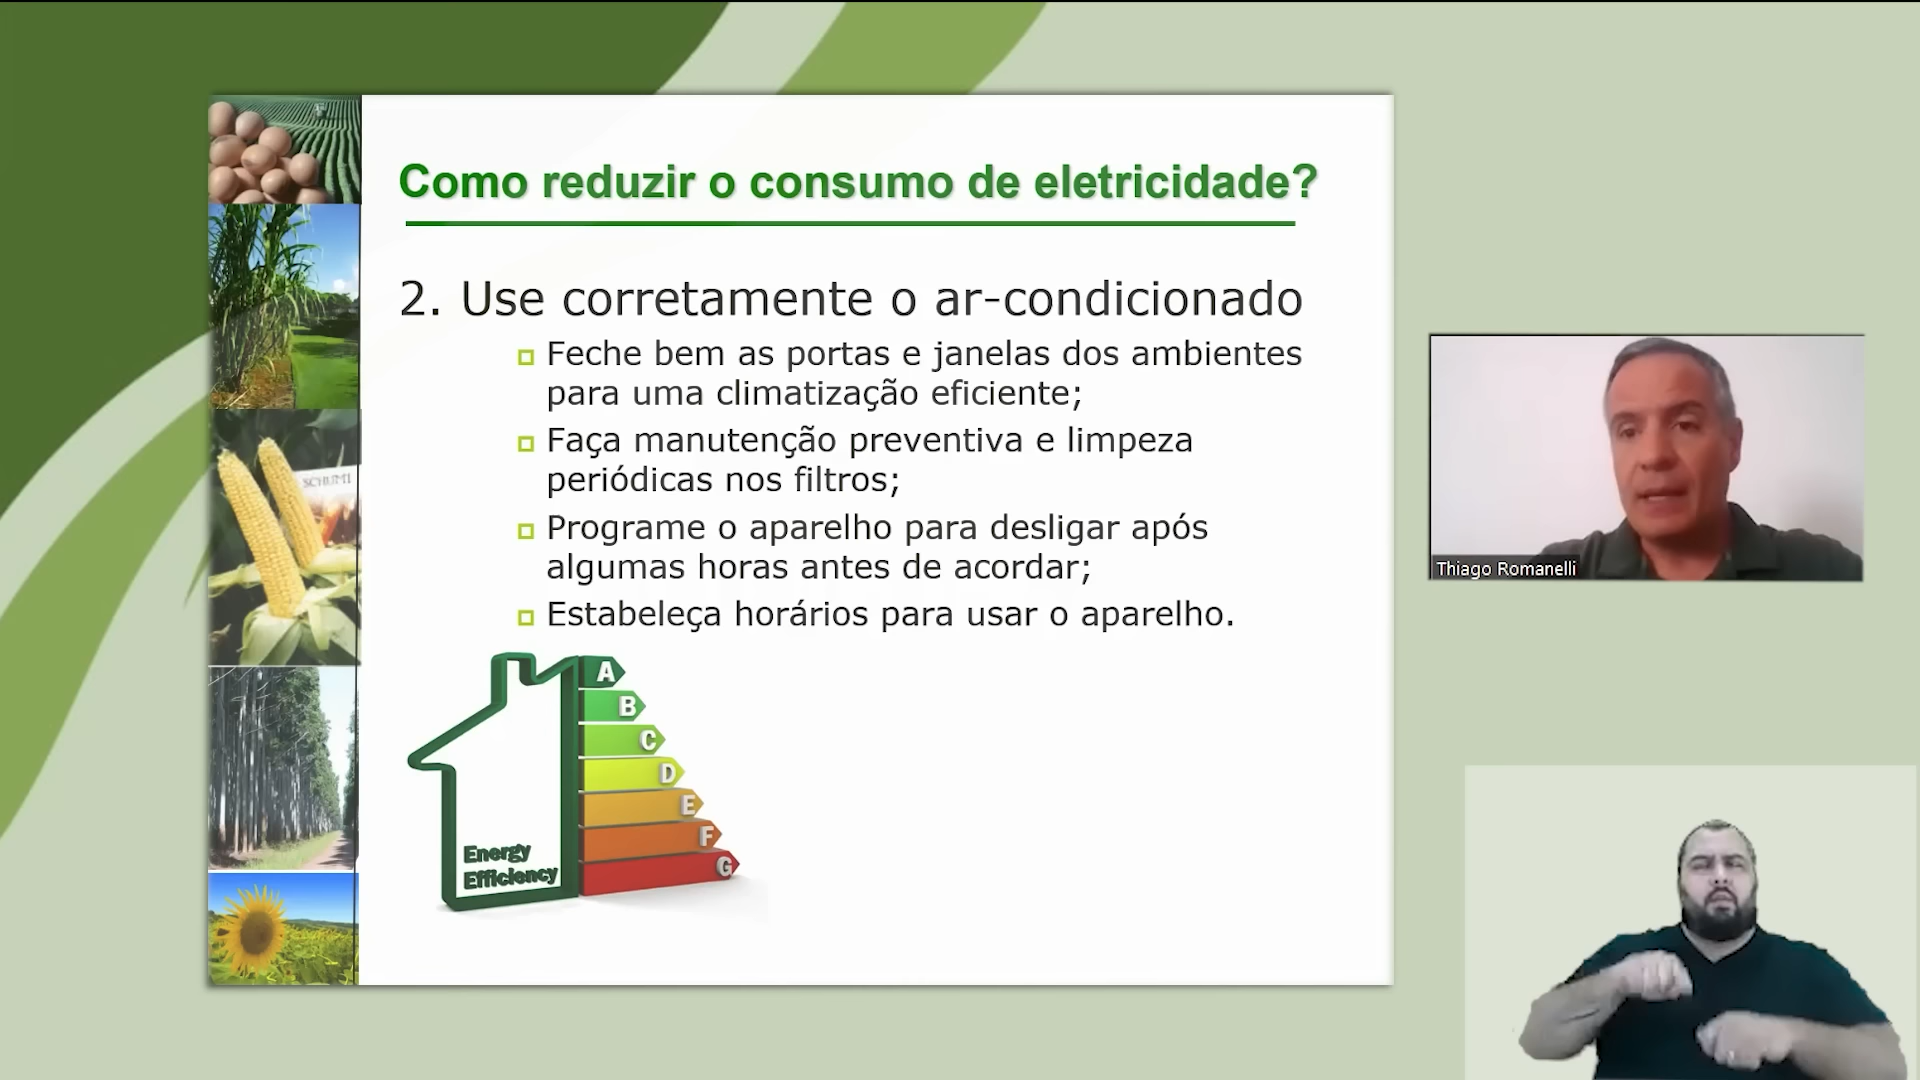 Como reduzir o consumo de eletricidade?
2. Use corretamente o ar-condicionado
Feche bem as portas e janelas dos ambientes
para uma climatização eficiente;
Faça manutenção preventiva e limpeza
periódicas nos filtros;
Programe o aparelho para desligar após
algumas horas antes de acordar;
Estabeleça horários para usar o aparelho.
SCHUMI
A
B
C
D
E
F
G
Energy
Efficiency
Thiago Romanelli